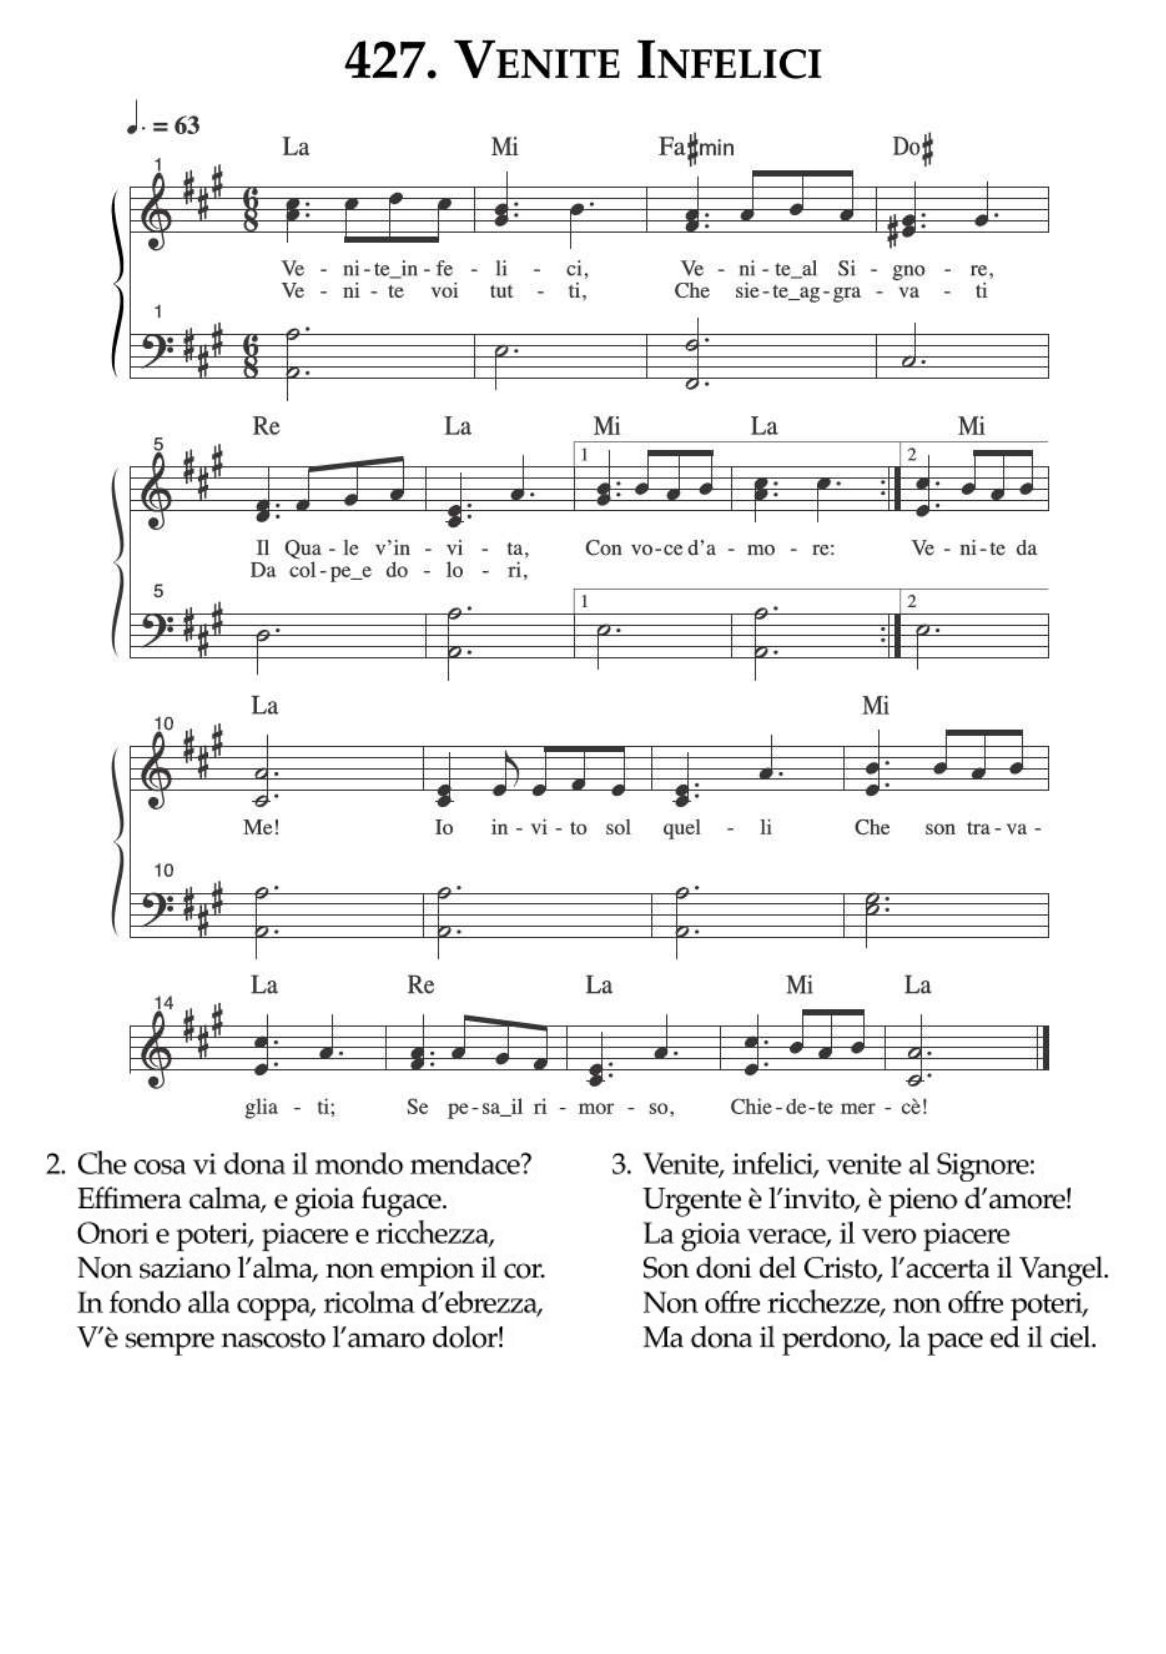 427. Venite Infelici
♩. = 63
La Mi Fa♯min Do♯
1
6 8
Ve - ni - te_in - fe - li - ci, Ve - ni - te_al Si - gno - re,
Ve - ni - te voi tut - ti, Che sie - te_ag - gra - va - ti
1
6 8
Re La Mi La Mi
5
1 2
Il Qua - le v'in - vi - ta, Con vo - ce d'a - mo - re: Ve - ni - te da
Da col - pe_e do - lo - ri,
5
1 2
La Mi
10
Me! Io in - vi - to sol quel - li Che son tra - va -
10
La Re La Mi La
14
glia - ti; Se pe - sa_il ri - mor - so, Chie - de - te mer - cè!
2. Che cosa vi dona il mondo mendace?
Effimera calma, e gioia fugace.
Onori e poteri, piacere e ricchezza,
Non saziano l'alma, non empion il cor.
In fondo alla coppa, ricolma d'ebrezza,
V'è sempre nascosto l'amaro dolor!
3. Venite, infelici, venite al Signore:
Urgente è l'invito, è pieno d'amore!
La gioia verace, il vero piacere
Son doni del Cristo, l'accerta il Vangel.
Non offre ricchezze, non offre poteri,
Ma dona il perdono, la pace ed il ciel.